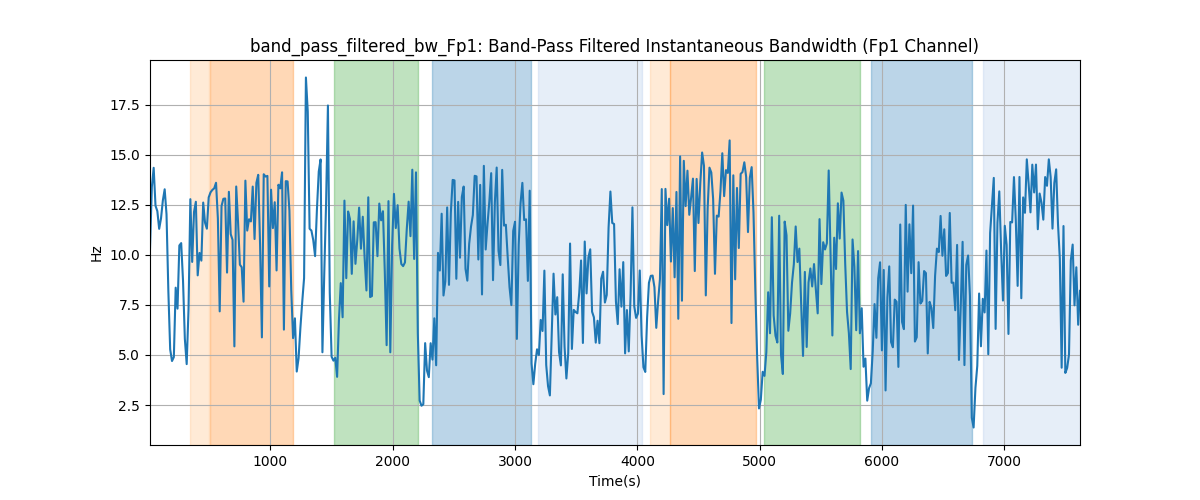 band_pass_filtered_bw_Fp1: Band-Pass Filtered Instantaneous Bandwidth (Fp1 Channel)
17.5
15.0
12.5
10.0
7.5
5.0
2.5
Hz
1000 2000 3000 4000 5000 6000 7000
Time(s)